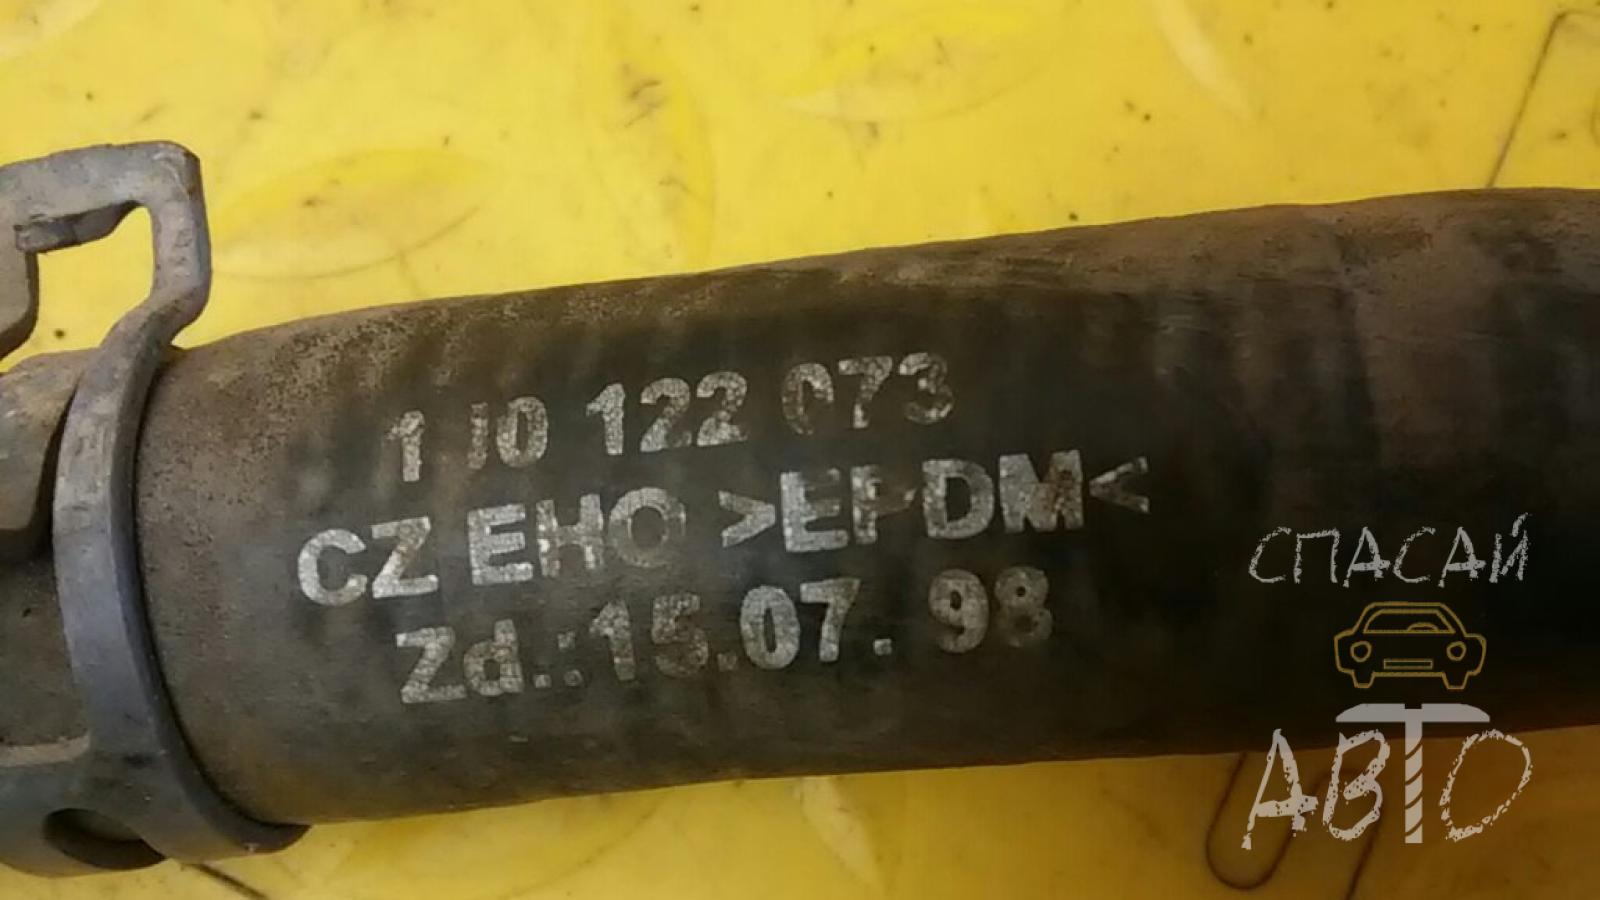 1J0 122 073
CZ EHO >EPDM<
Zd.:15.07.98
СПАСАЙ
АВТО